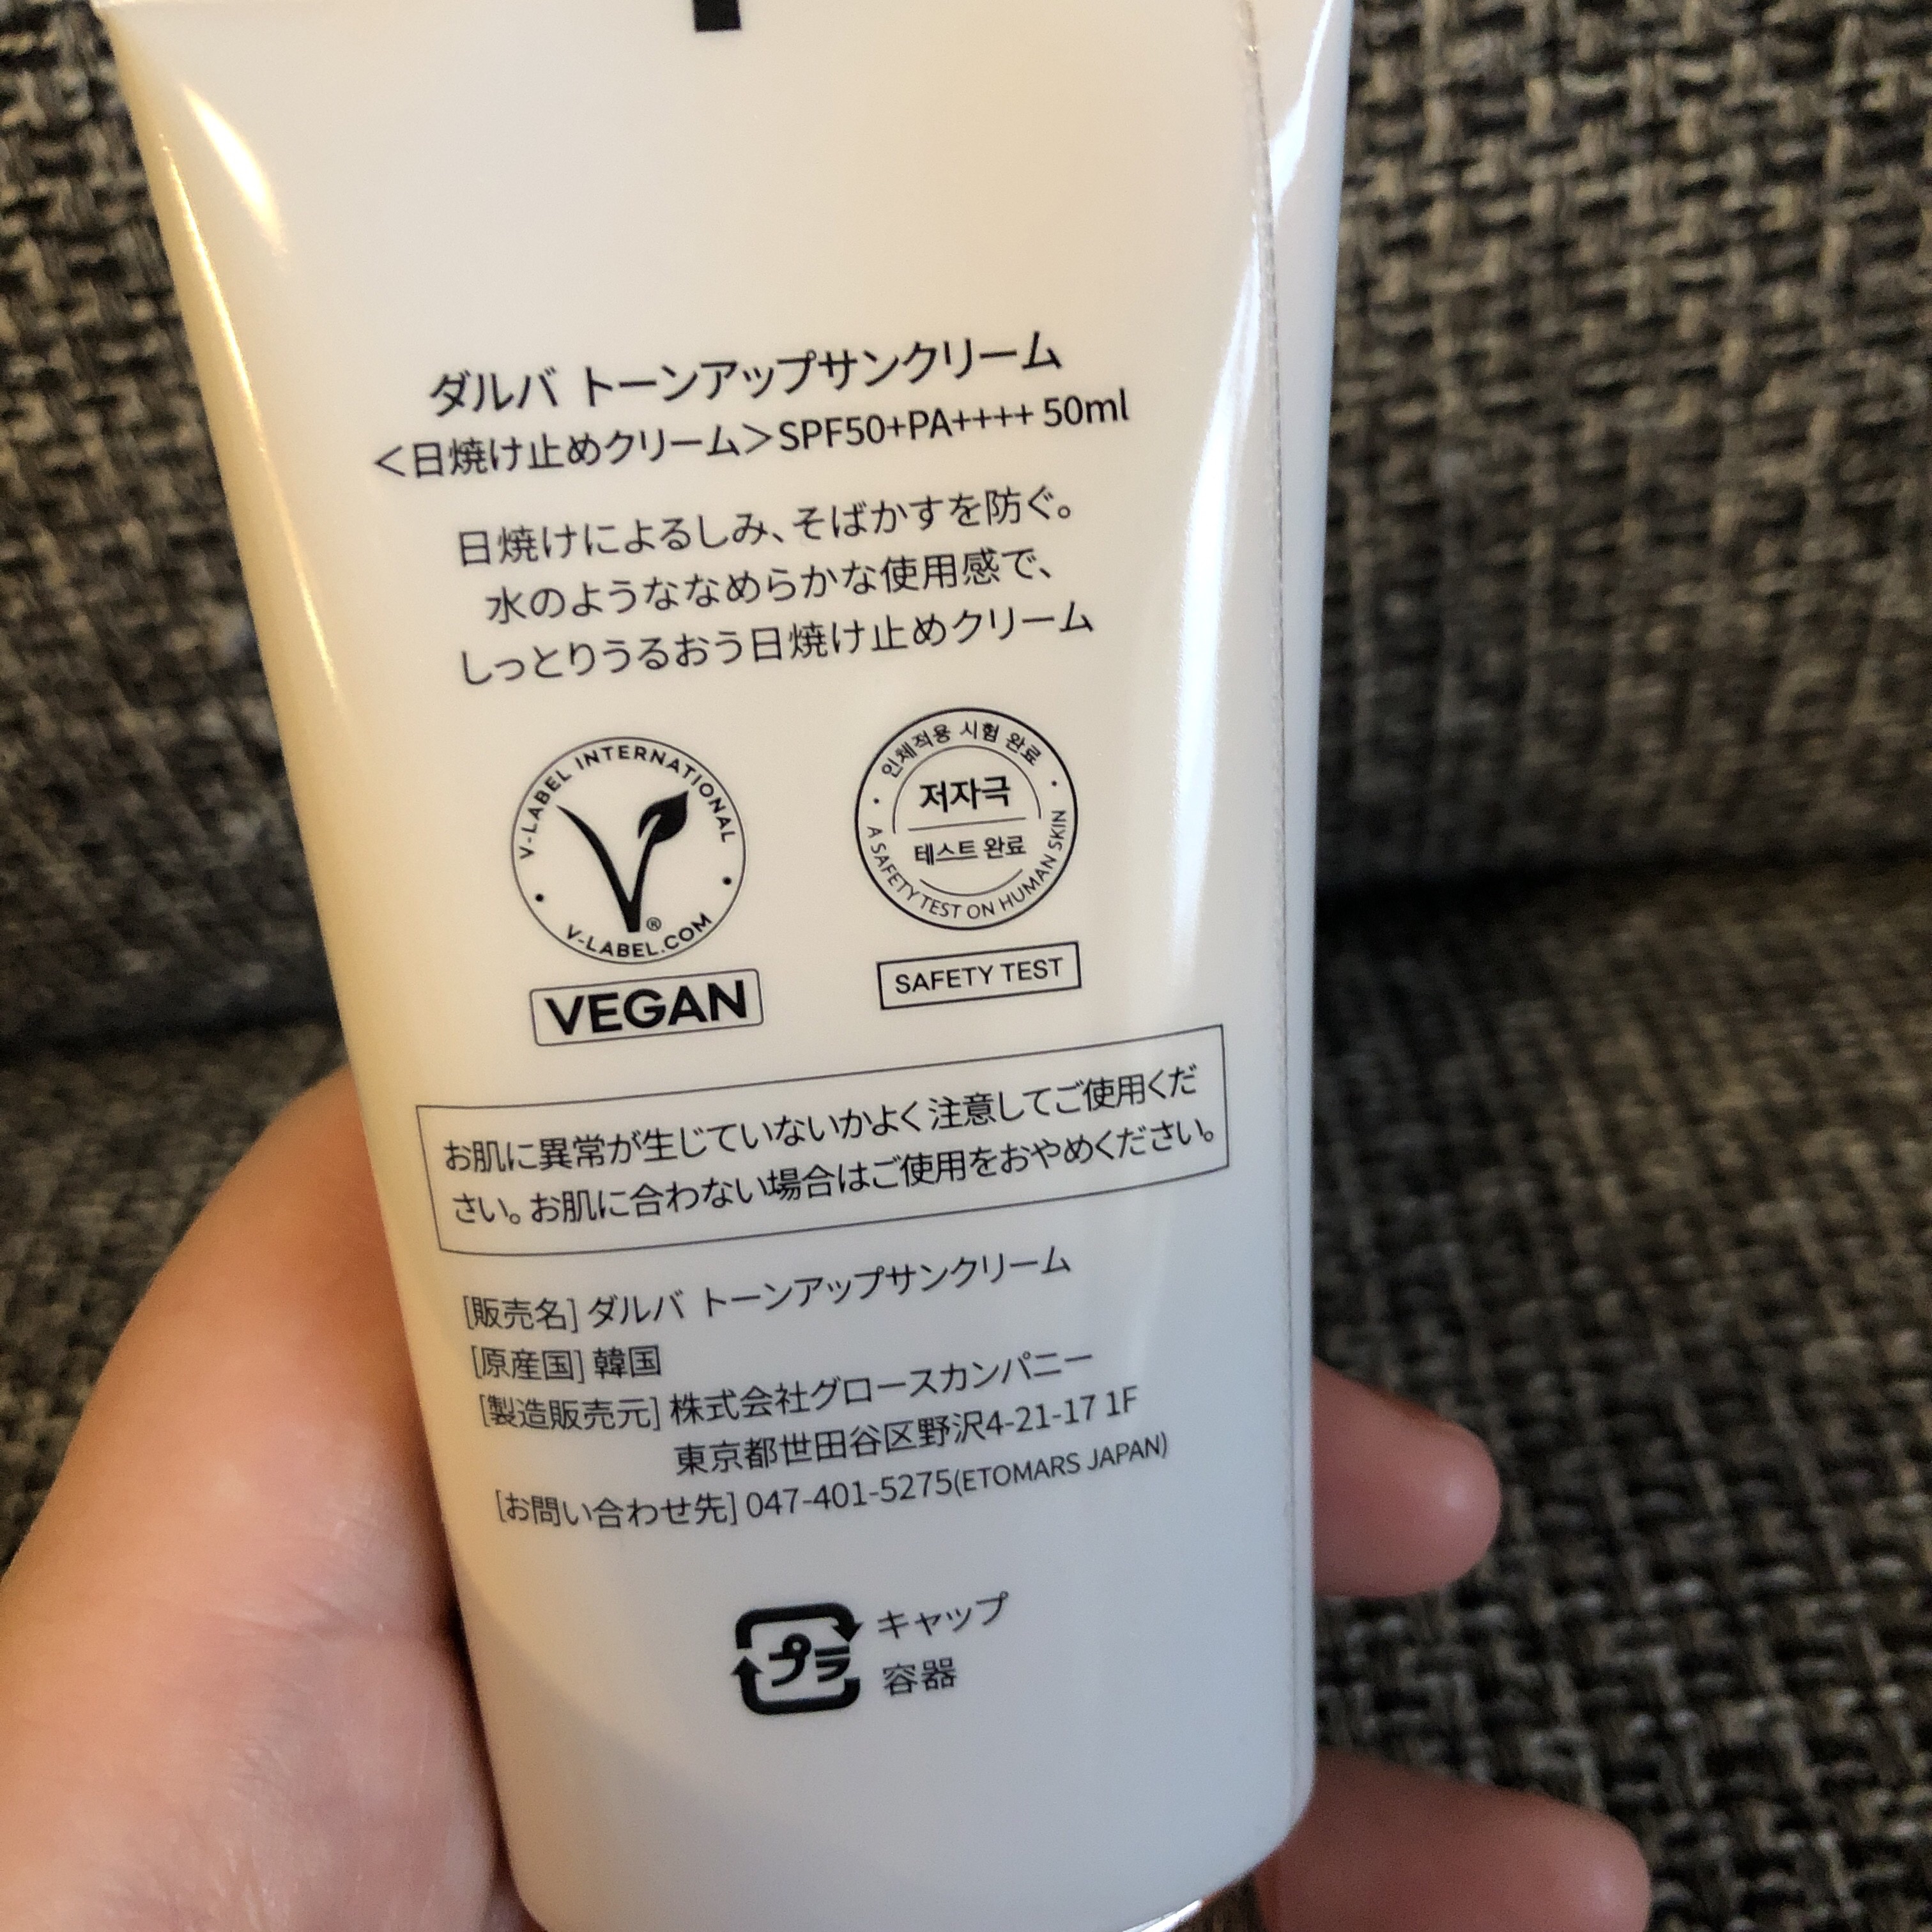 ダルバ トーンアップサンクリーム
＜日焼け止めクリーム＞SPF50+PA++++ 50ml
日焼けによるしみ、そばかすを防ぐ。
水のようななめらかな使用感で、
しっとりうるおう日焼け止めクリーム
V-LABEL INTERNATIONAL
®
V-LABEL.COM
VEGAN
인체적용 시험 완료
저자극
테스트 완료
A SAFETY TEST ON HUMAN SKIN
SAFETY TEST
お肌に異常が生じていないかよく注意してご使用くだ
さい。お肌に合わない場合はご使用をおやめください。
[販売名] ダルバ トーンアップサンクリーム
[原産国] 韓国
[製造販売元] 株式会社グロースカンパニー
東京都世田谷区野沢4-21-17 1F
[お問い合わせ先] 047-401-5275(ETOMARS JAPAN)
プラ キャップ
容器